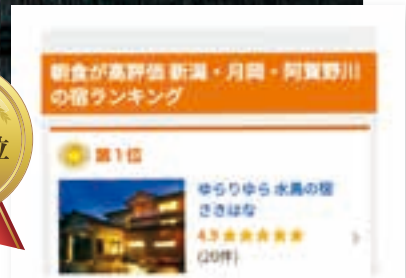 朝食が高評価 新潟・月岡・阿賀野川
の宿ランキング
第1位
ゆらりゆら 水鳥の宿
ささはな
4.9 ★★★★★
(20件)
位